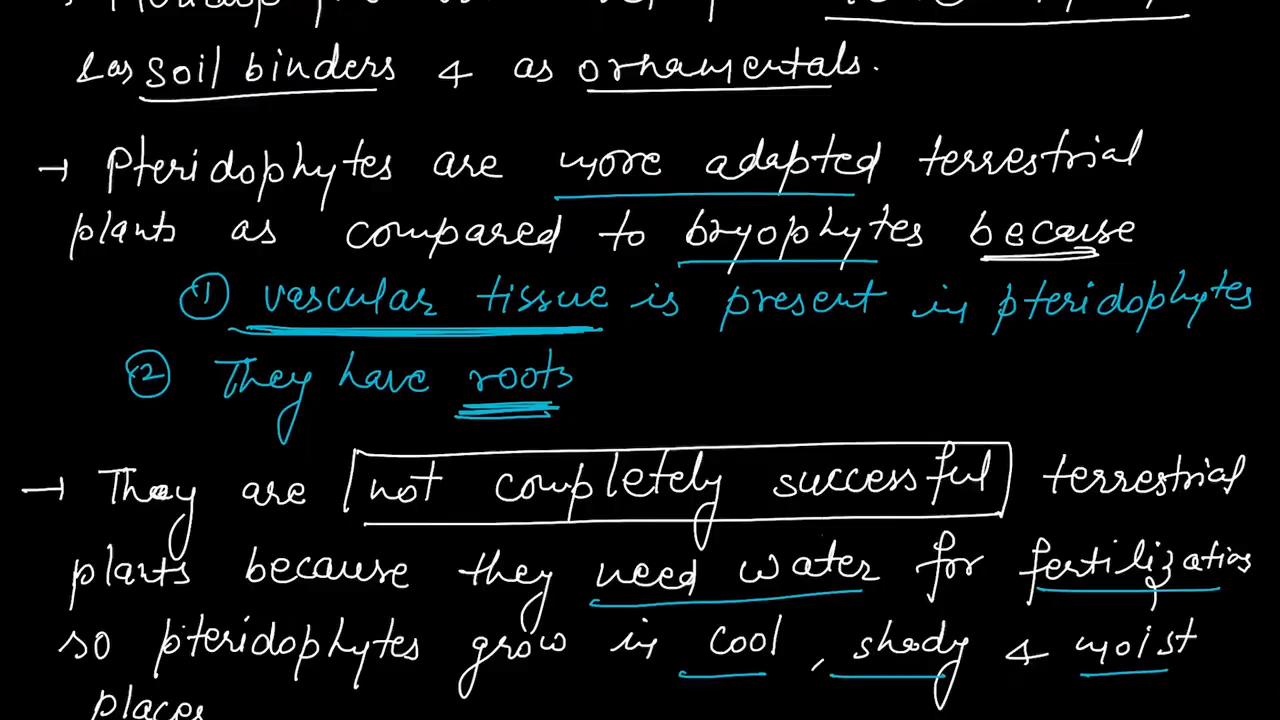 & as soil binders & as ornamentals.
→ Pteridophytes are more adapted terrestrial
plants as compared to bryophytes because
① vascular tissue is present in pteridophytes
② They have roots
→ They are not completely successful terrestrial
plants because they need water for fertilization
so pteridophytes grow in cool, shady & moist
places